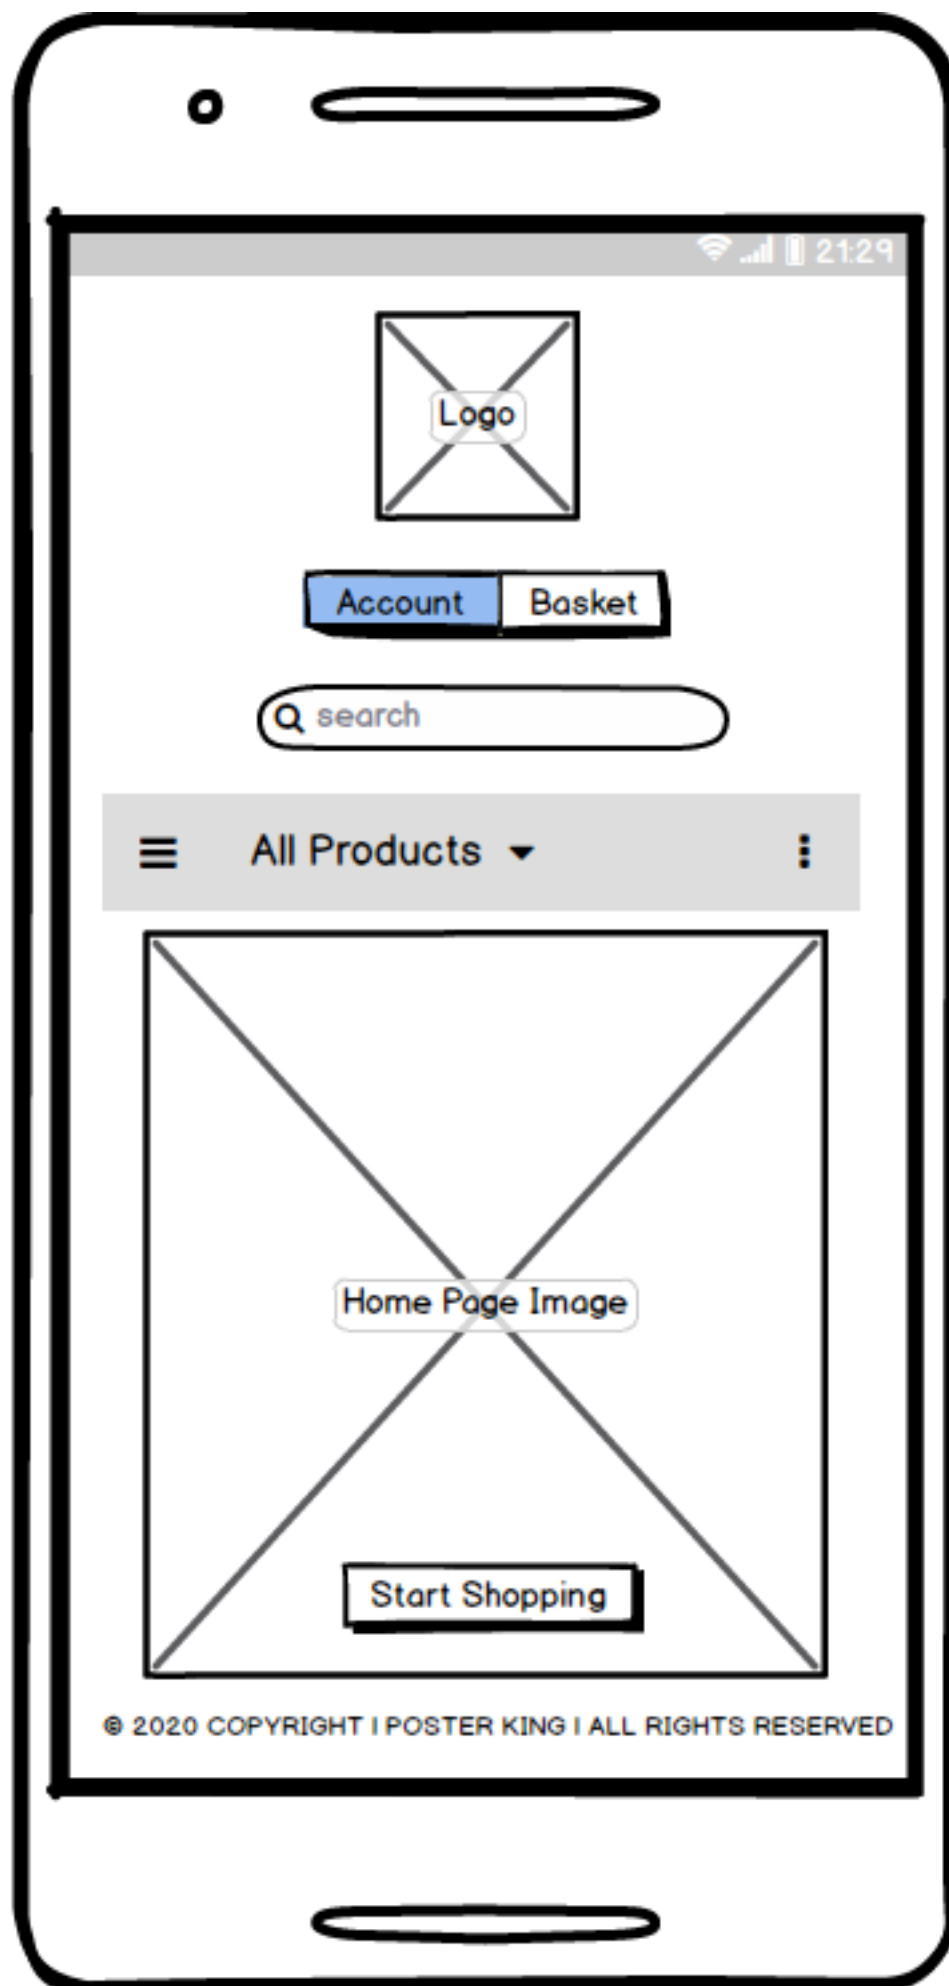 21:29
Logo
Account Basket
search
All Products
Home Page Image
Start Shopping
© 2020 COPYRIGHT | POSTER KING | ALL RIGHTS RESERVED